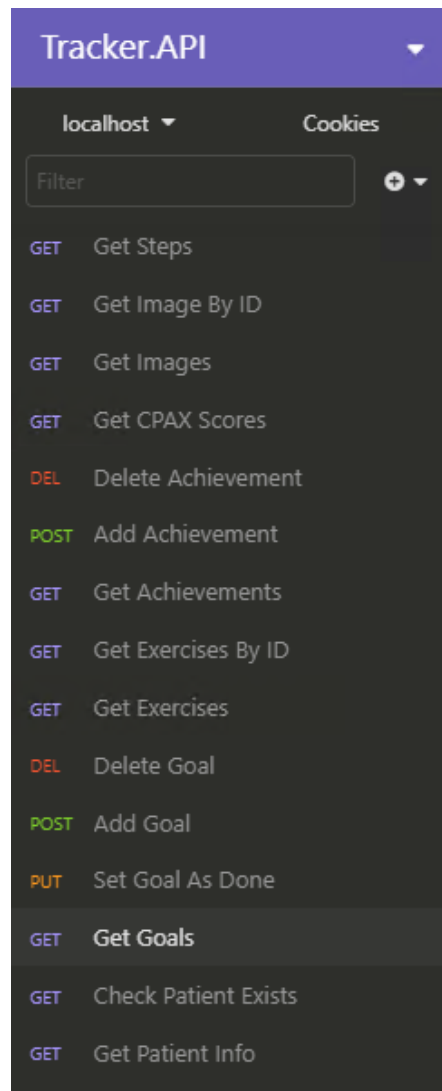 Tracker.API
localhost Cookies
Filter
GET Get Steps
GET Get Image By ID
GET Get Images
GET Get CPAX Scores
DEL Delete Achievement
POST Add Achievement
GET Get Achievements
GET Get Exercises By ID
GET Get Exercises
DEL Delete Goal
POST Add Goal
PUT Set Goal As Done
GET Get Goals
GET Check Patient Exists
GET Get Patient Info